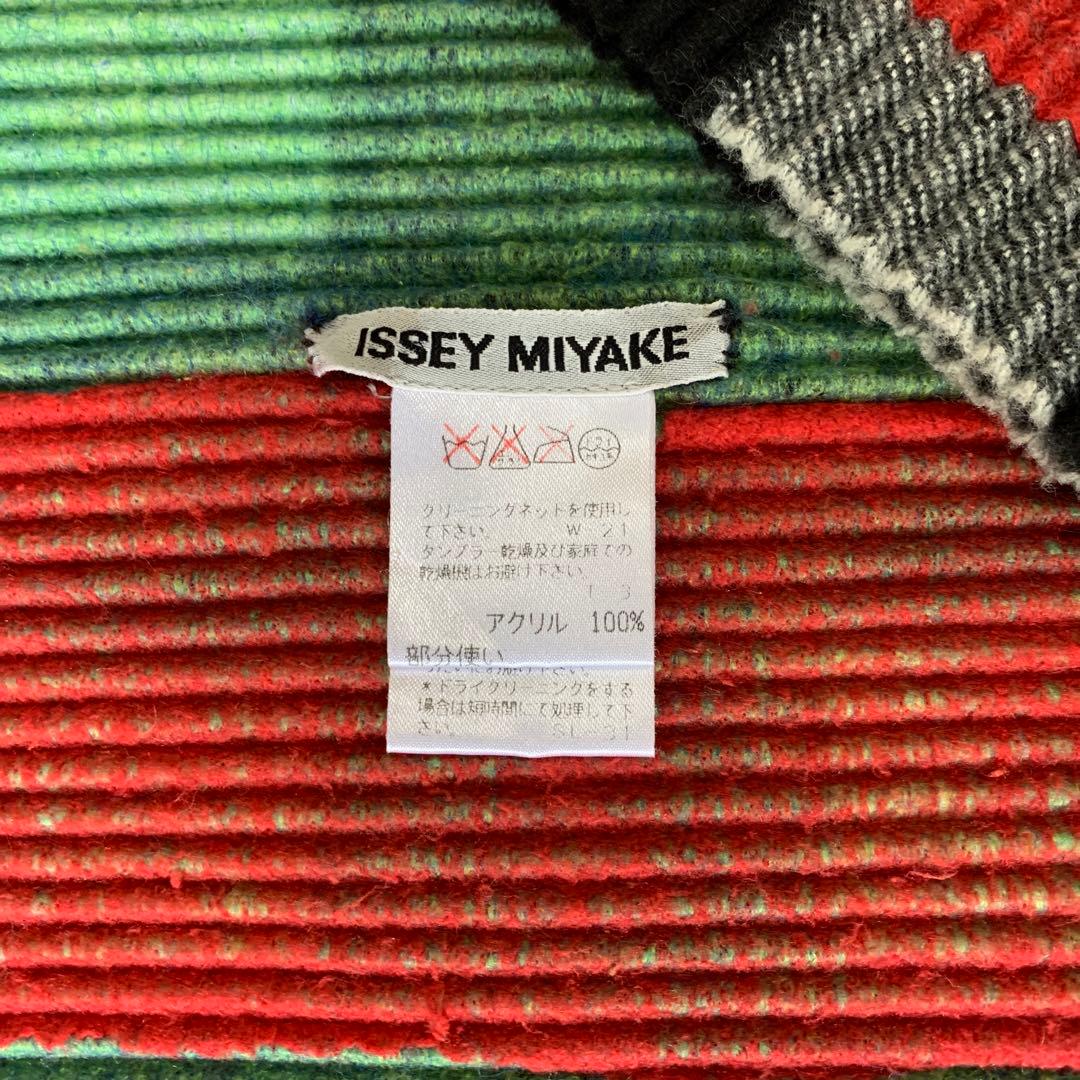 ISSEY MIYAKE
クリーニングネットを使用し
て下さい W-21
タンブラー乾燥及び家庭での
乾燥機はお避け下さい
T 3
アクリル 100%
部分使い
*ドライクリーニングをする
場合は短時間にて処理して下
さい。 SL-31